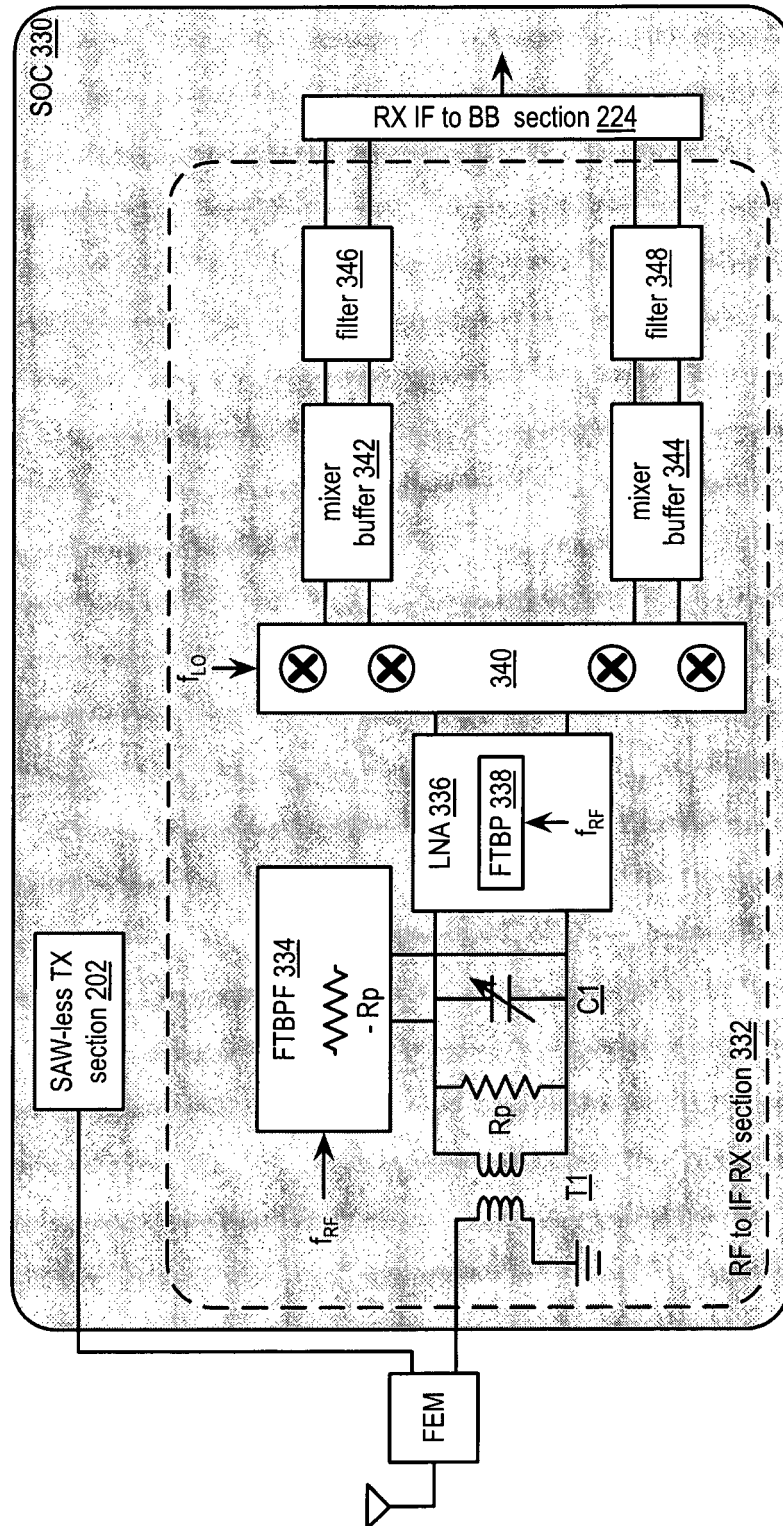 SOC 330
SAW-less TX
section 202
FEM
RF to IF RX section 332
f_RF
FTBPF 334
- Rp
T1
Rp
C1
LNA 336
FTBP 338
f_RF
f_LO
340
mixer
buffer 342
filter 346
mixer
buffer 344
filter 348
RX IF to BB section 224